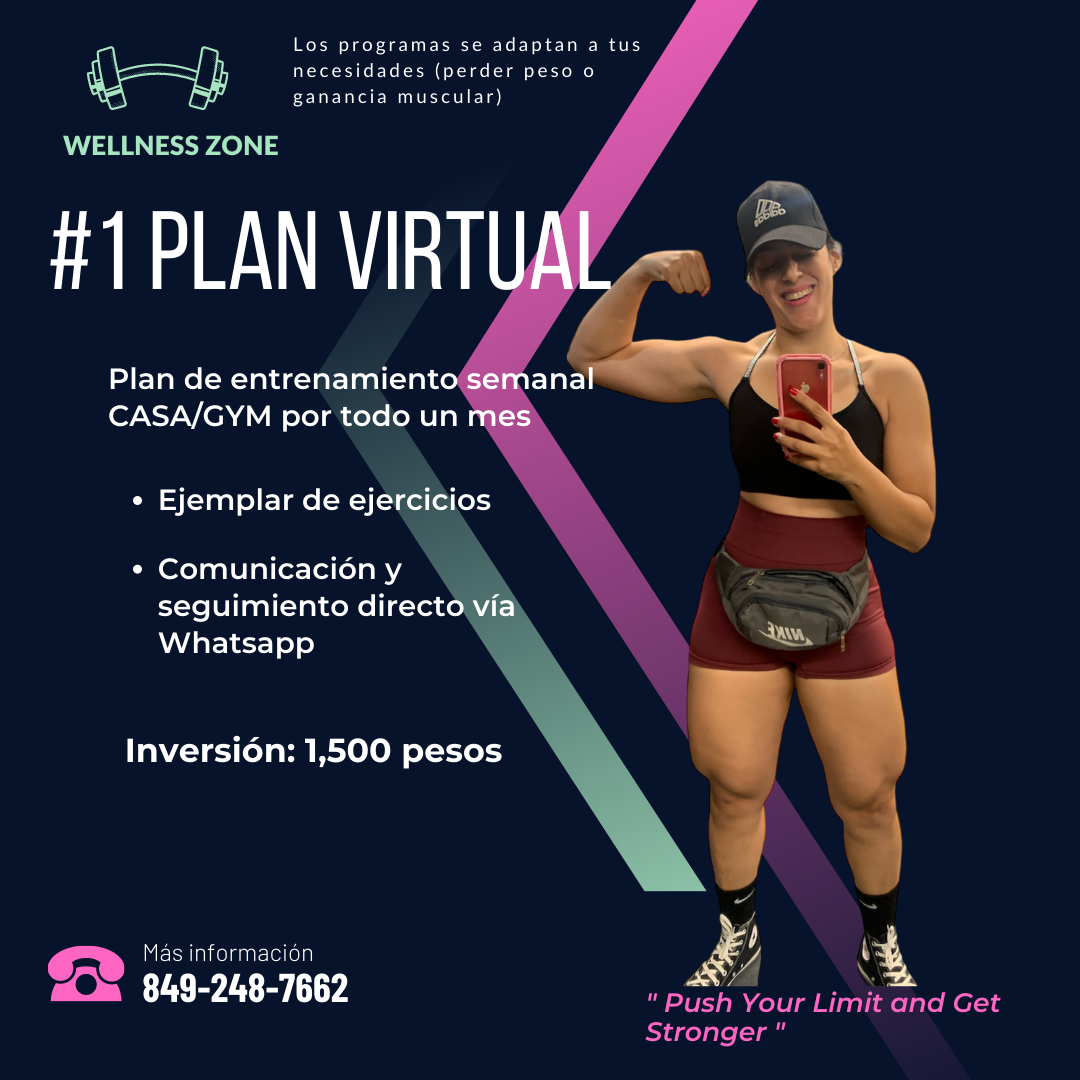 Los programas se adaptan a tus
necesidades (perder peso o
ganancia muscular)
WELLNESS ZONE
#1 PLAN VIRTUAL
Plan de entrenamiento semanal
CASA/GYM por todo un mes
• Ejemplar de ejercicios
• Comunicación y
seguimiento directo vía
Whatsapp
Inversión: 1,500 pesos
Más información
849-248-7662
" Push Your Limit and Get
Stronger "
adidas
NIKE